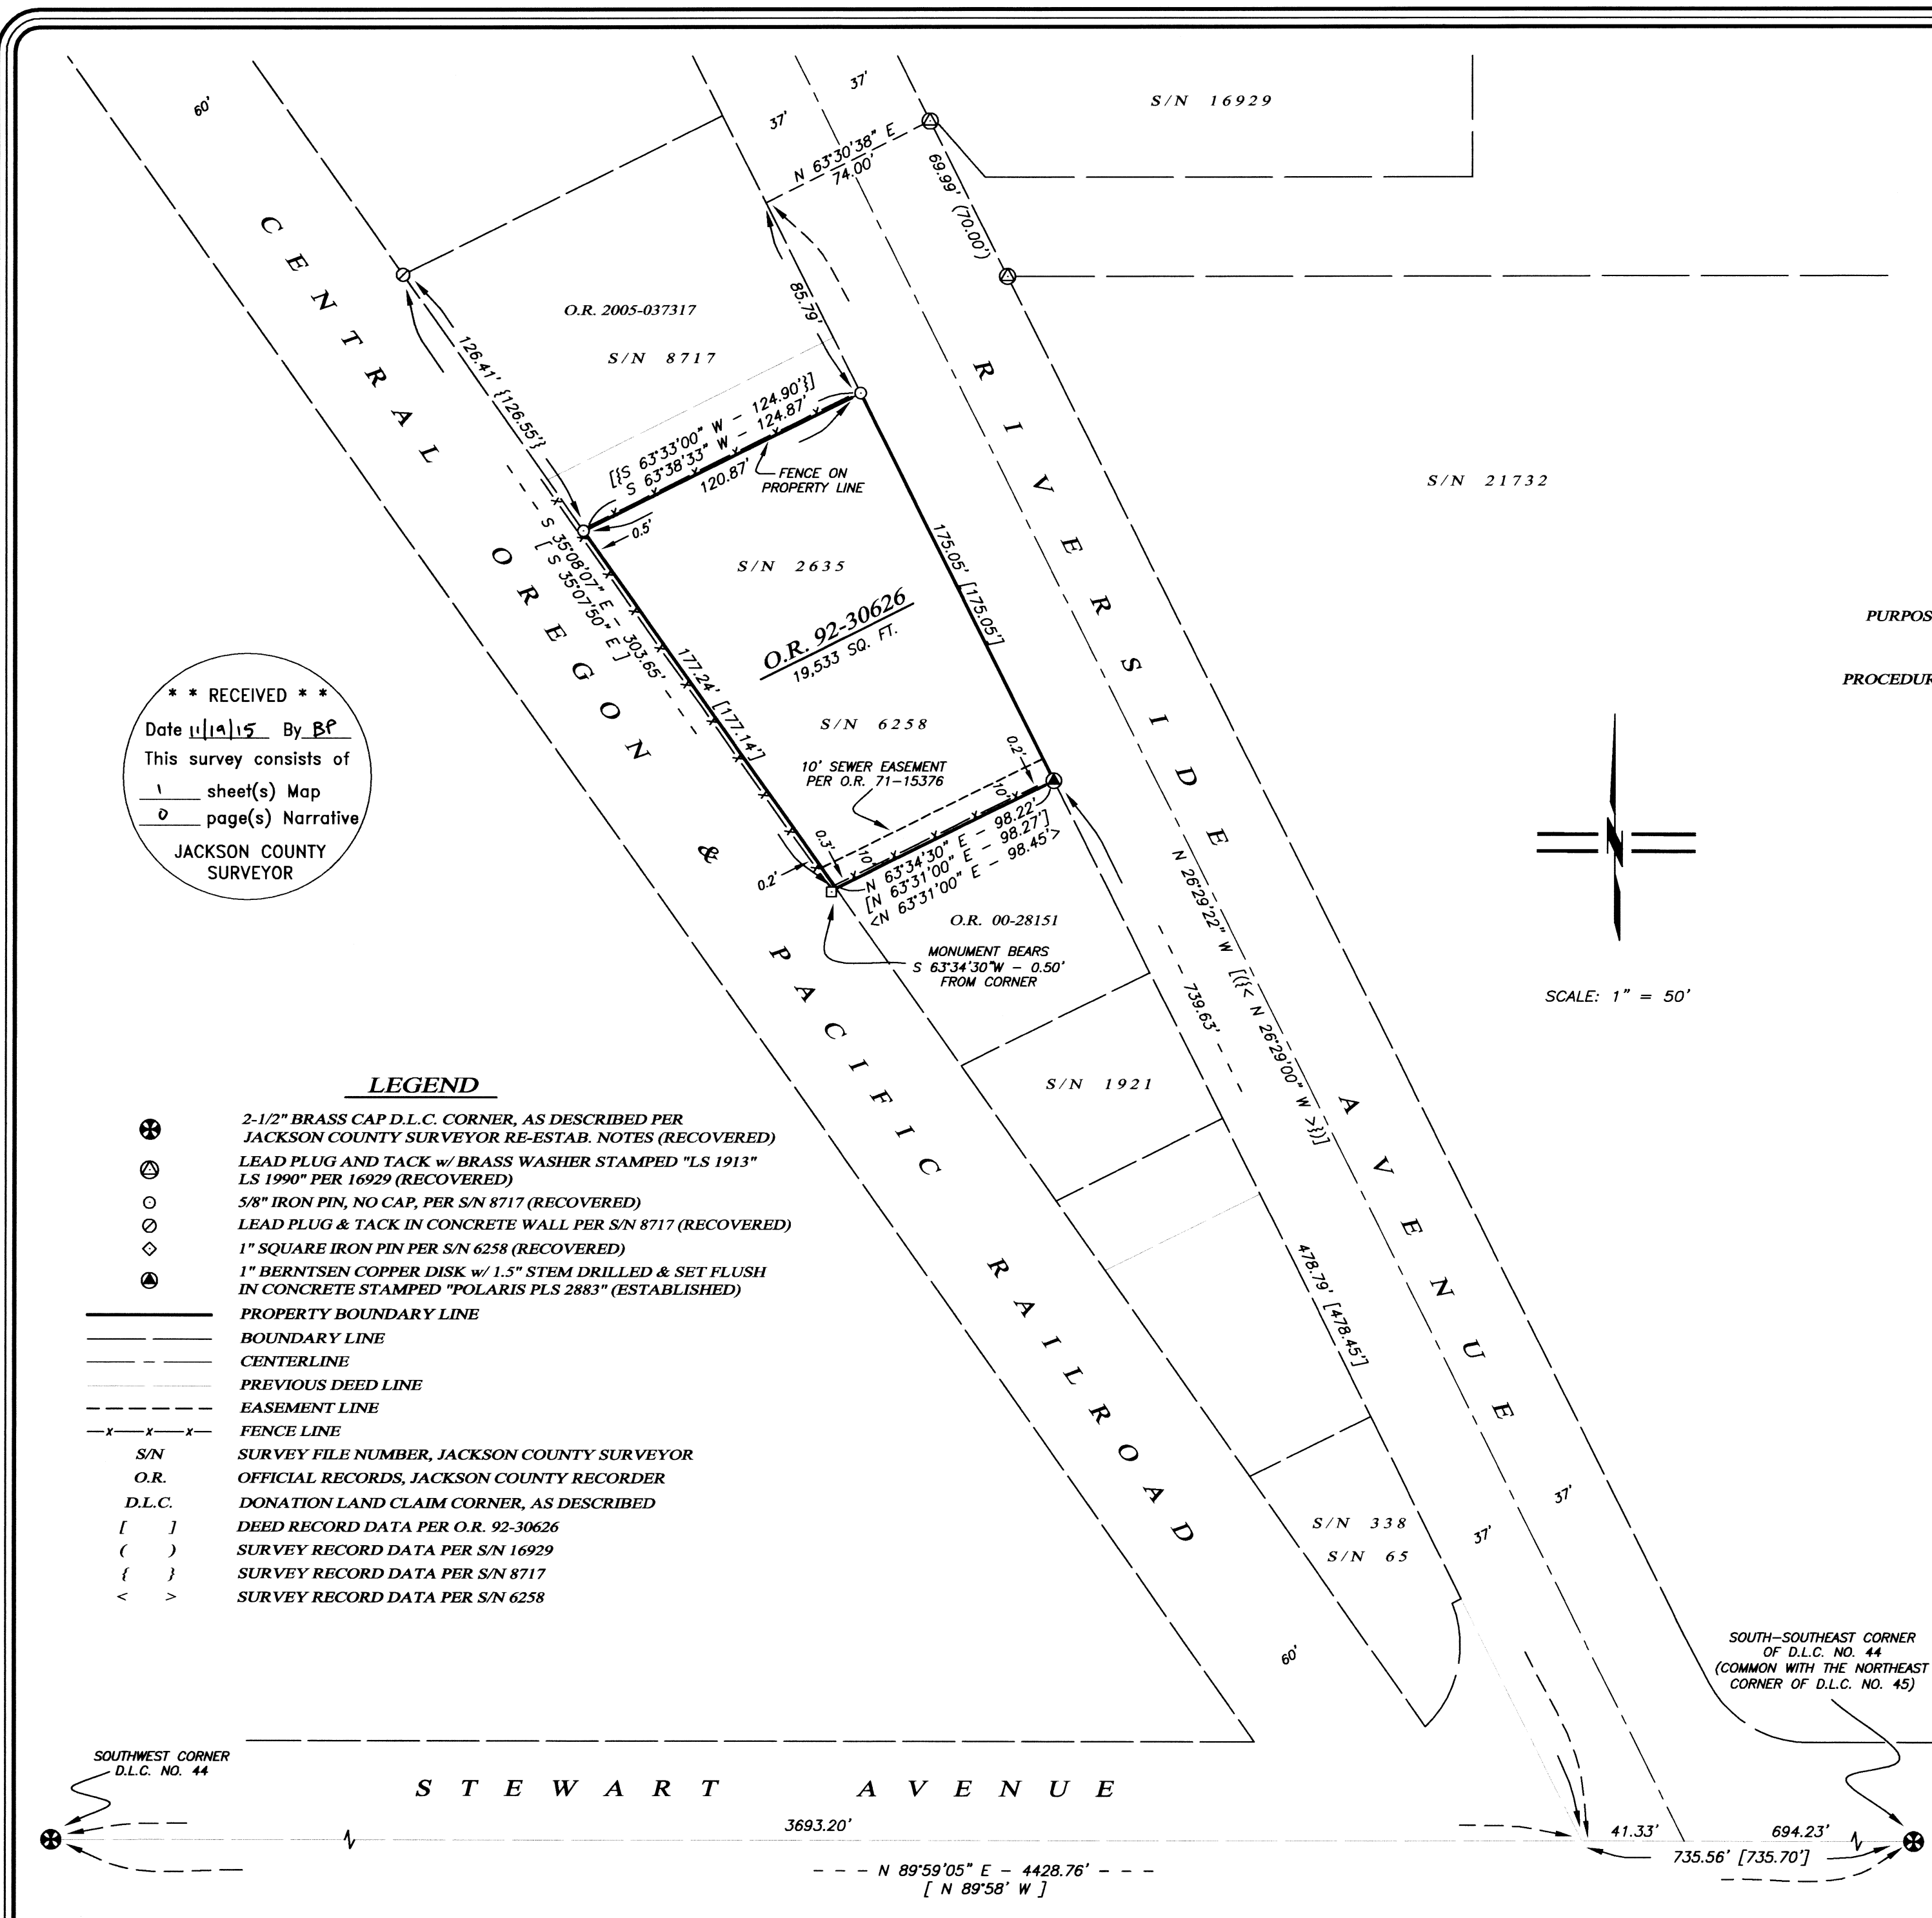 60'
37'
37'
S/N 16929
N 63°30'38" E
74.00'
69.99' (70.00')
C E N T R A L O R E G O N & P A C I F I C R A I L R O A D
O.R. 2005-037317
S/N 8717
85.79'
126.41' {126.55'}
[{S 63°33'00" W - 124.90'}]
S 63°38'33" W - 124.87'
120.87'
FENCE ON
PROPERTY LINE
R I V E R S I D E A V E N U E
S/N 21732
0.5'
S 35°08'07" E - 303.65'
[ S 35°07'50" E ]
S/N 2635
175.05' [175.05']
O.R. 92-30626
19,533 SQ. FT.
177.24' [177.14']
S/N 6258
10' SEWER EASEMENT
PER O.R. 71-15376
0.2'
10'
0.3'
10'
0.2'
N 63°34'30" E - 98.22'
[N 63°31'00" E - 98.27']
<N 63°31'00" E - 98.45'>
O.R. 00-28151
MONUMENT BEARS
S 63°34'30"W - 0.50'
FROM CORNER
N 26°29'22" W [({< N 26°29'00" W >})]
739.63'
S/N 1921
478.79' [478.45']
S/N 338
S/N 65
37'
37'
60'
PURPOS
PROCEDUR
N
SCALE: 1" = 50'
* * RECEIVED * *
Date 11/19/15 By BP
This survey consists of
1 sheet(s) Map
0 page(s) Narrative
JACKSON COUNTY
SURVEYOR
LEGEND
2-1/2" BRASS CAP D.L.C. CORNER, AS DESCRIBED PER
JACKSON COUNTY SURVEYOR RE-ESTAB. NOTES (RECOVERED)
LEAD PLUG AND TACK w/ BRASS WASHER STAMPED "LS 1913"
LS 1990" PER 16929 (RECOVERED)
5/8" IRON PIN, NO CAP, PER S/N 8717 (RECOVERED)
LEAD PLUG & TACK IN CONCRETE WALL PER S/N 8717 (RECOVERED)
1" SQUARE IRON PIN PER S/N 6258 (RECOVERED)
1" BERNTSEN COPPER DISK w/ 1.5" STEM DRILLED & SET FLUSH
IN CONCRETE STAMPED "POLARIS PLS 2883" (ESTABLISHED)
PROPERTY BOUNDARY LINE
BOUNDARY LINE
CENTERLINE
PREVIOUS DEED LINE
EASEMENT LINE
—x——x——x— FENCE LINE
S/N SURVEY FILE NUMBER, JACKSON COUNTY SURVEYOR
O.R. OFFICIAL RECORDS, JACKSON COUNTY RECORDER
D.L.C. DONATION LAND CLAIM CORNER, AS DESCRIBED
[ ] DEED RECORD DATA PER O.R. 92-30626
( ) SURVEY RECORD DATA PER S/N 16929
{ } SURVEY RECORD DATA PER S/N 8717
< > SURVEY RECORD DATA PER S/N 6258
SOUTH-SOUTHEAST CORNER
OF D.L.C. NO. 44
(COMMON WITH THE NORTHEAST
CORNER OF D.L.C. NO. 45)
SOUTHWEST CORNER
D.L.C. NO. 44
S T E W A R T A V E N U E
3693.20'
41.33'
694.23'
735.56' [735.70']
- - - N 89°59'05" E - 4428.76' - - -
[ N 89°58' W ]